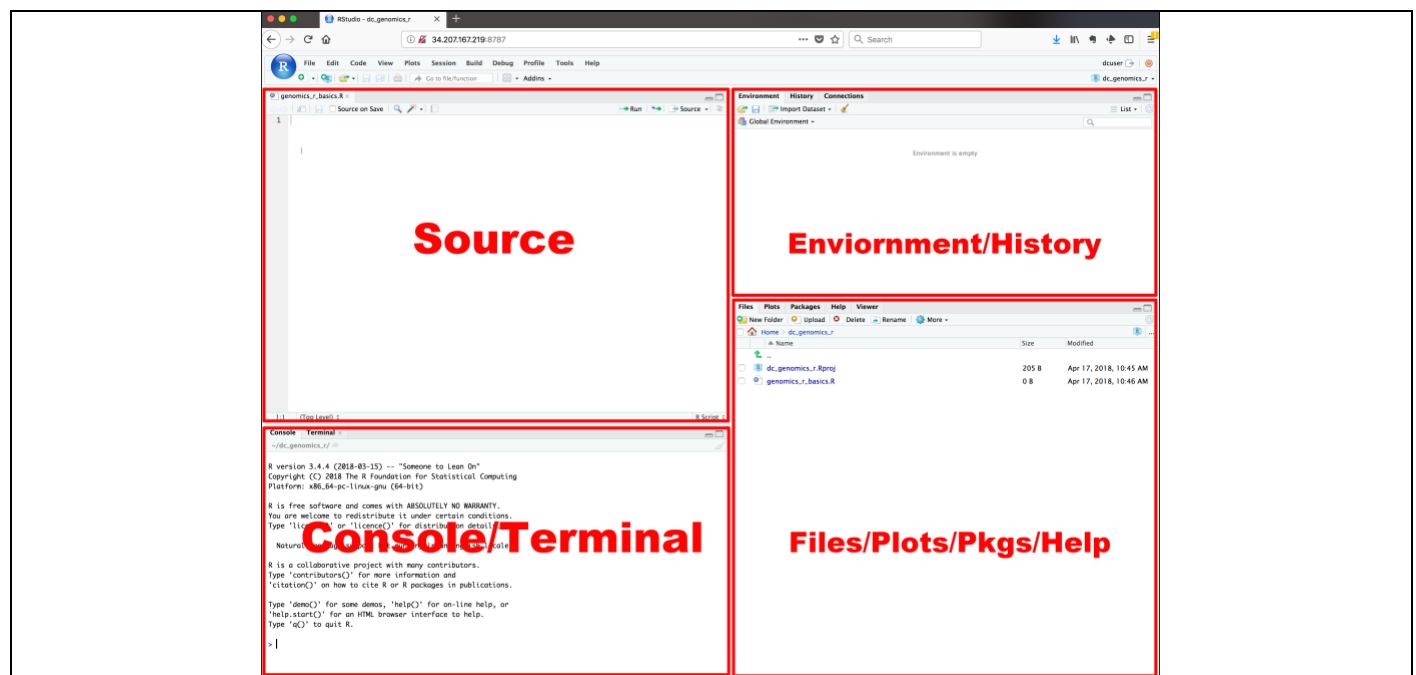 RStudio - dc_genomics_r
34.207.167.219:8787
Search
File Edit Code View Plots Session Build Debug Profile Tools Help
dcuser
Go to file/function
Addins
dc_genomics_r
genomics_r_basics.R
Source on Save
Run
Source
1
Source
1:1 (Top Level) R Script
Environment History Connections
Import Dataset
List
Global Environment
Environment is empty
Enviornment/History
Console Terminal
~/dc_genomics_r/
R version 3.4.4 (2018-03-15) -- "Someone to Lean On"
Copyright (C) 2018 The R Foundation for Statistical Computing
Platform: x86_64-pc-linux-gnu (64-bit)
R is free software and comes with ABSOLUTELY NO WARRANTY.
You are welcome to redistribute it under certain conditions.
Type 'license()' or 'licence()' for distribution details.
Console/Terminal
Natural
R is a collaborative project with many contributors.
Type 'contributors()' for more information and
'citation()' on how to cite R or R packages in publications.
Type 'demo()' for some demos, 'help()' for on-line help, or
'help.start()' for an HTML browser interface to help.
Type 'q()' to quit R.
>
Files Plots Packages Help Viewer
New Folder Upload Delete Rename More
Home dc_genomics_r
Name Size Modified
..
dc_genomics_r.Rproj 205 B Apr 17, 2018, 10:45 AM
genomics_r_basics.R 0 B Apr 17, 2018, 10:46 AM
Files/Plots/Pkgs/Help